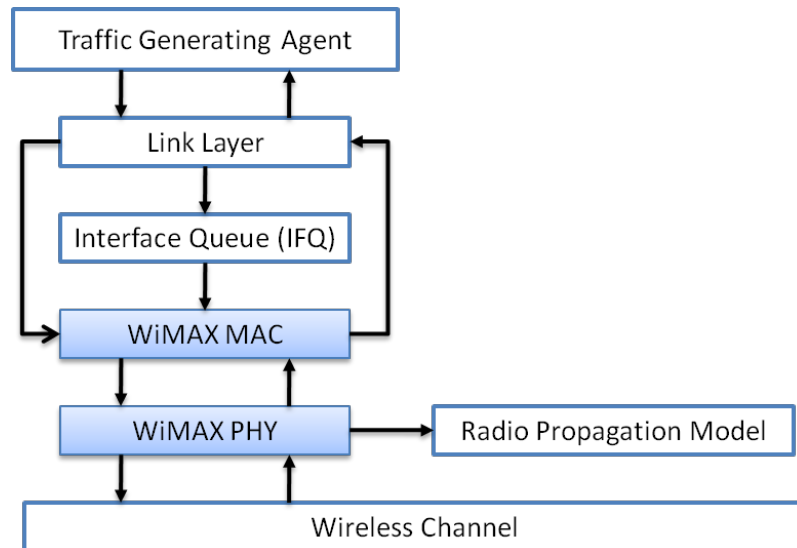 Traffic Generating Agent
Link Layer
Interface Queue (IFQ)
WiMAX MAC
WiMAX PHY
Radio Propagation Model
Wireless Channel